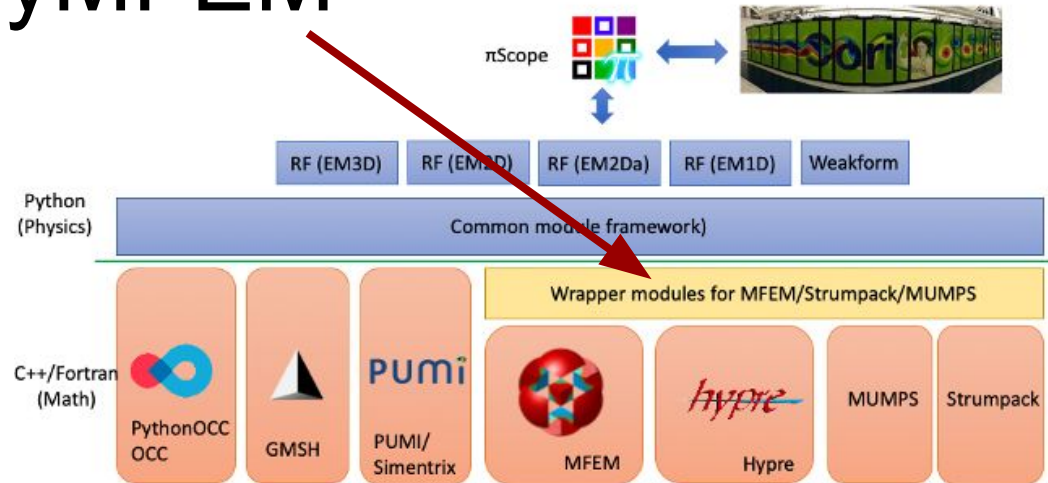 yMFEM
πScope
π
Cori
RF (EM3D)
RF (EM2D)
RF (EM2Da)
RF (EM1D)
Weakform
Python
(Physics)
Common module framework)
Wrapper modules for MFEM/Strumpack/MUMPS
C++/Fortran
(Math)
PythonOCC
OCC
GMSH
PUMi
PUMI/
Simentrix
MFEM
hypre
Hypre
MUMPS
Strumpack